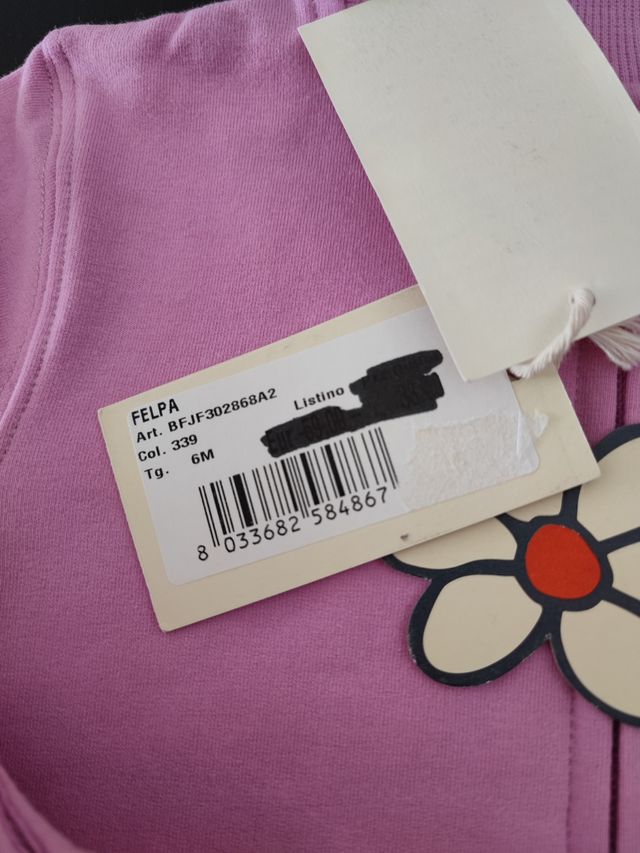 FELPA
Art. BFJF302868A2
Col. 339
Tg. 6M
Listino
8 033682 584867